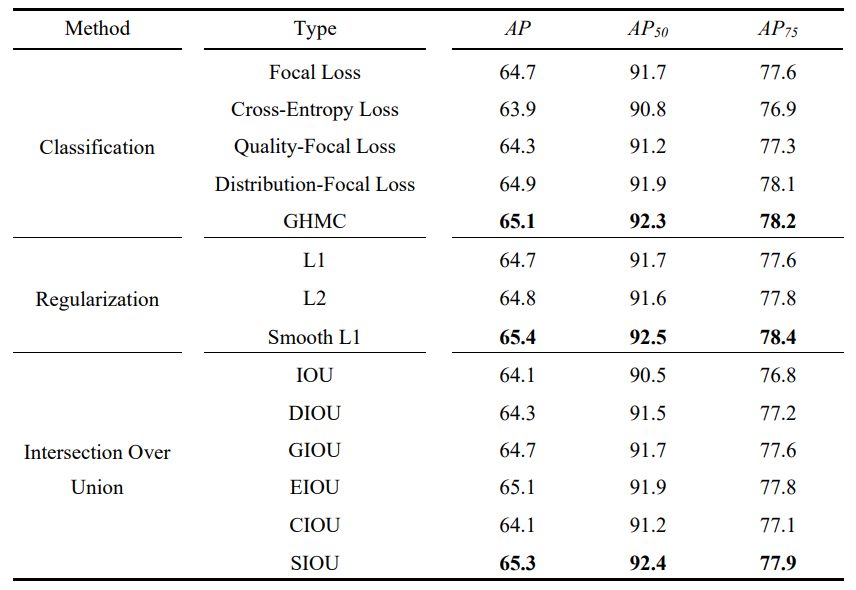 Method Type AP AP50 AP75
Focal Loss 64.7 91.7 77.6
Cross-Entropy Loss 63.9 90.8 76.9
Classification Quality-Focal Loss 64.3 91.2 77.3
Distribution-Focal Loss 64.9 91.9 78.1
GHMC 65.1 92.3 78.2
L1 64.7 91.7 77.6
Regularization L2 64.8 91.6 77.8
Smooth L1 65.4 92.5 78.4
IOU 64.1 90.5 76.8
DIOU 64.3 91.5 77.2
Intersection Over GIOU 64.7 91.7 77.6
Union EIOU 65.1 91.9 77.8
CIOU 64.1 91.2 77.1
SIOU 65.3 92.4 77.9